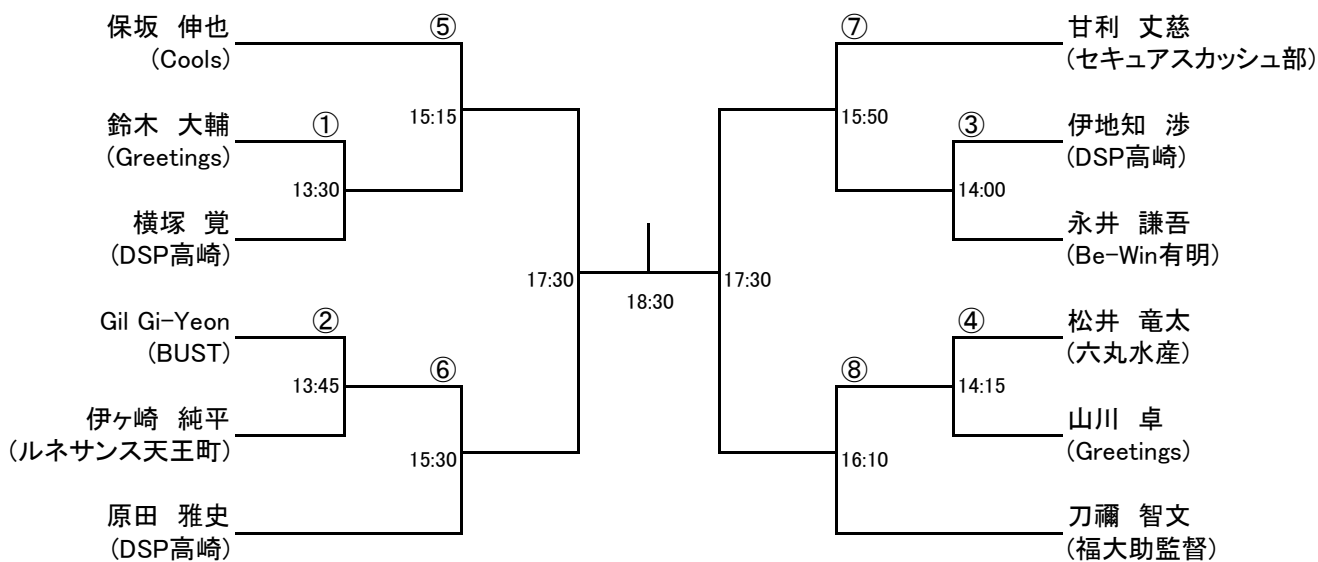 保坂 伸也
(Cools)
⑤
15:15
鈴木 大輔
(Greetings)
①
13:30
横塚 覚
(DSP高崎)
Gil Gi-Yeon
(BUST)
②
13:45
伊ヶ崎 純平
(ルネサンス天王町)
⑥
15:30
原田 雅史
(DSP高崎)
17:30
18:30
17:30
⑦
15:50
甘利 丈慈
(セキュアスカッシュ部)
③
14:00
伊地知 渉
(DSP高崎)
永井 謙吾
(Be-Win有明)
④
14:15
松井 竜太
(六丸水産)
⑧
16:10
山川 卓
(Greetings)
刀禰 智文
(福大助監督)